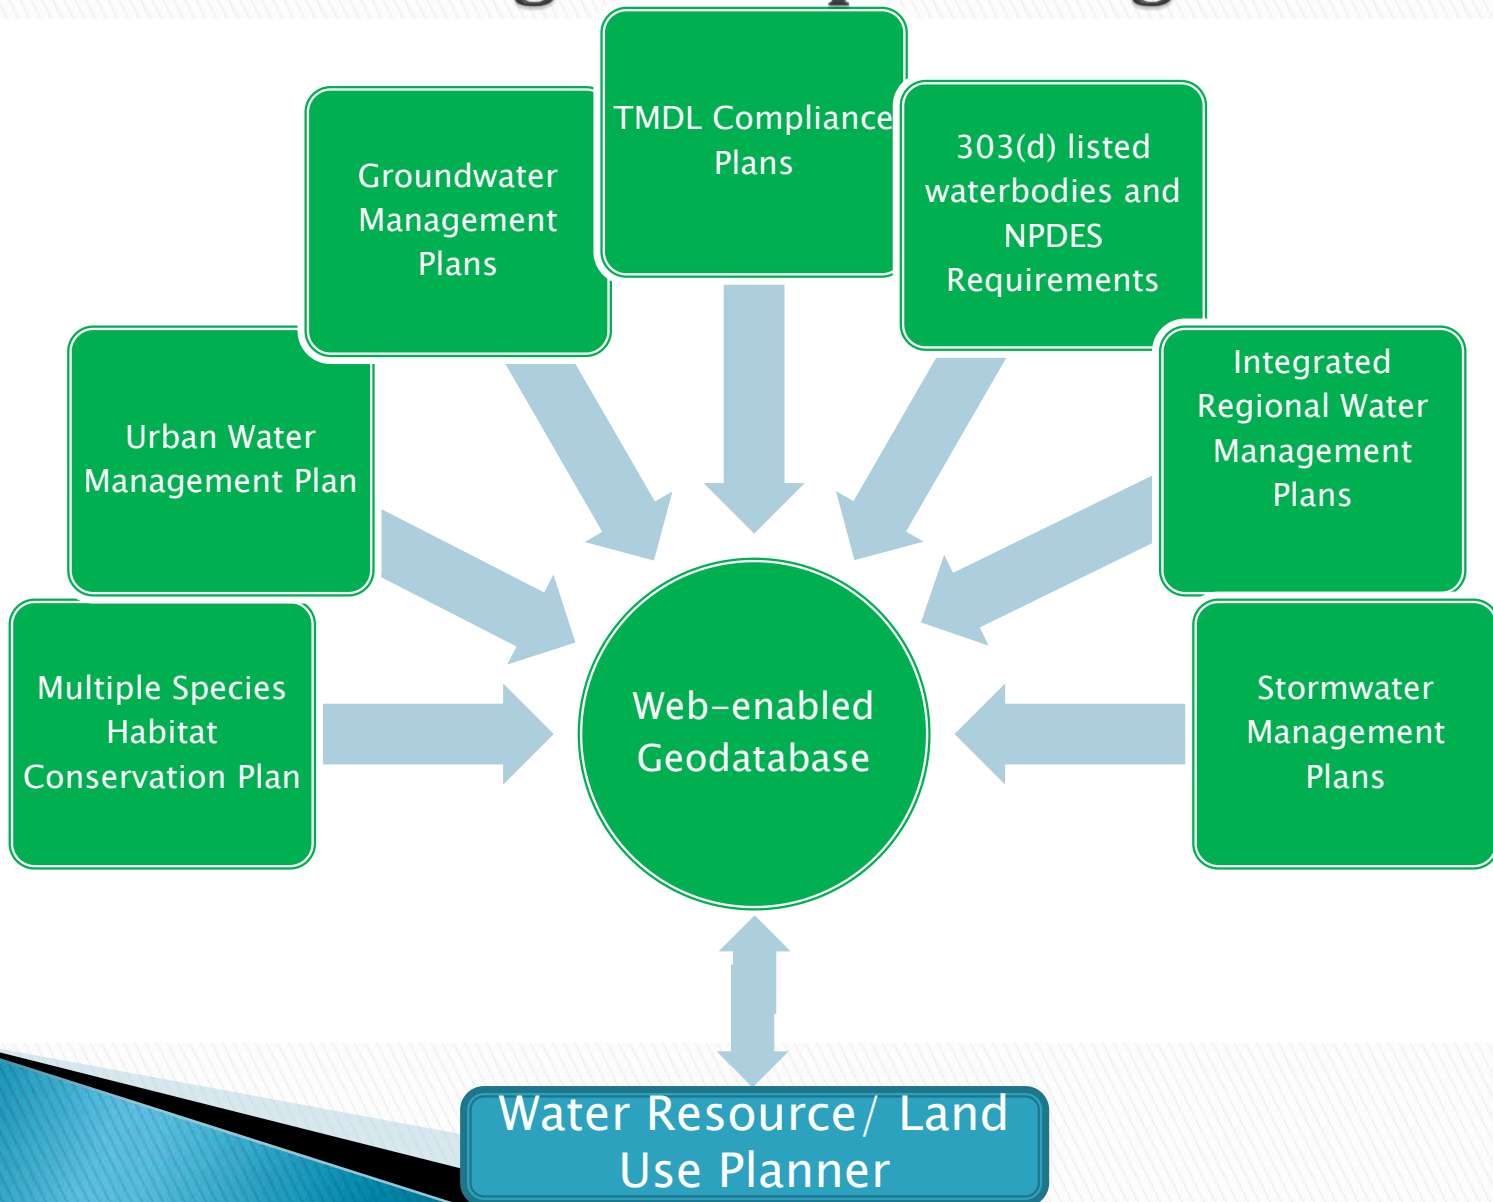 TMDL Compliance
Plans
Groundwater
Management
Plans
303(d) listed
waterbodies and
NPDES
Requirements
Urban Water
Management Plan
Integrated
Regional Water
Management
Plans
Multiple Species
Habitat
Conservation Plan
Web-enabled
Geodatabase
Stormwater
Management
Plans
Water Resource/ Land
Use Planner